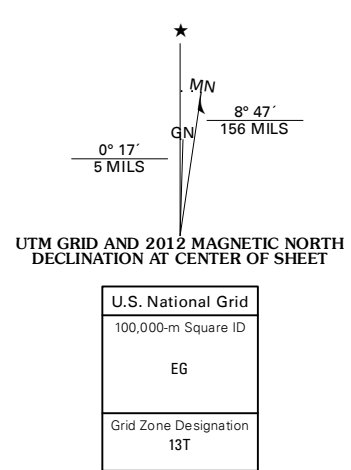 ★
MN
8° 47´
156 MILS
GN
0° 17´
5 MILS
UTM GRID AND 2012 MAGNETIC NORTH
DECLINATION AT CENTER OF SHEET
U.S. National Grid
100,000-m Square ID
EG
Grid Zone Designation
13T